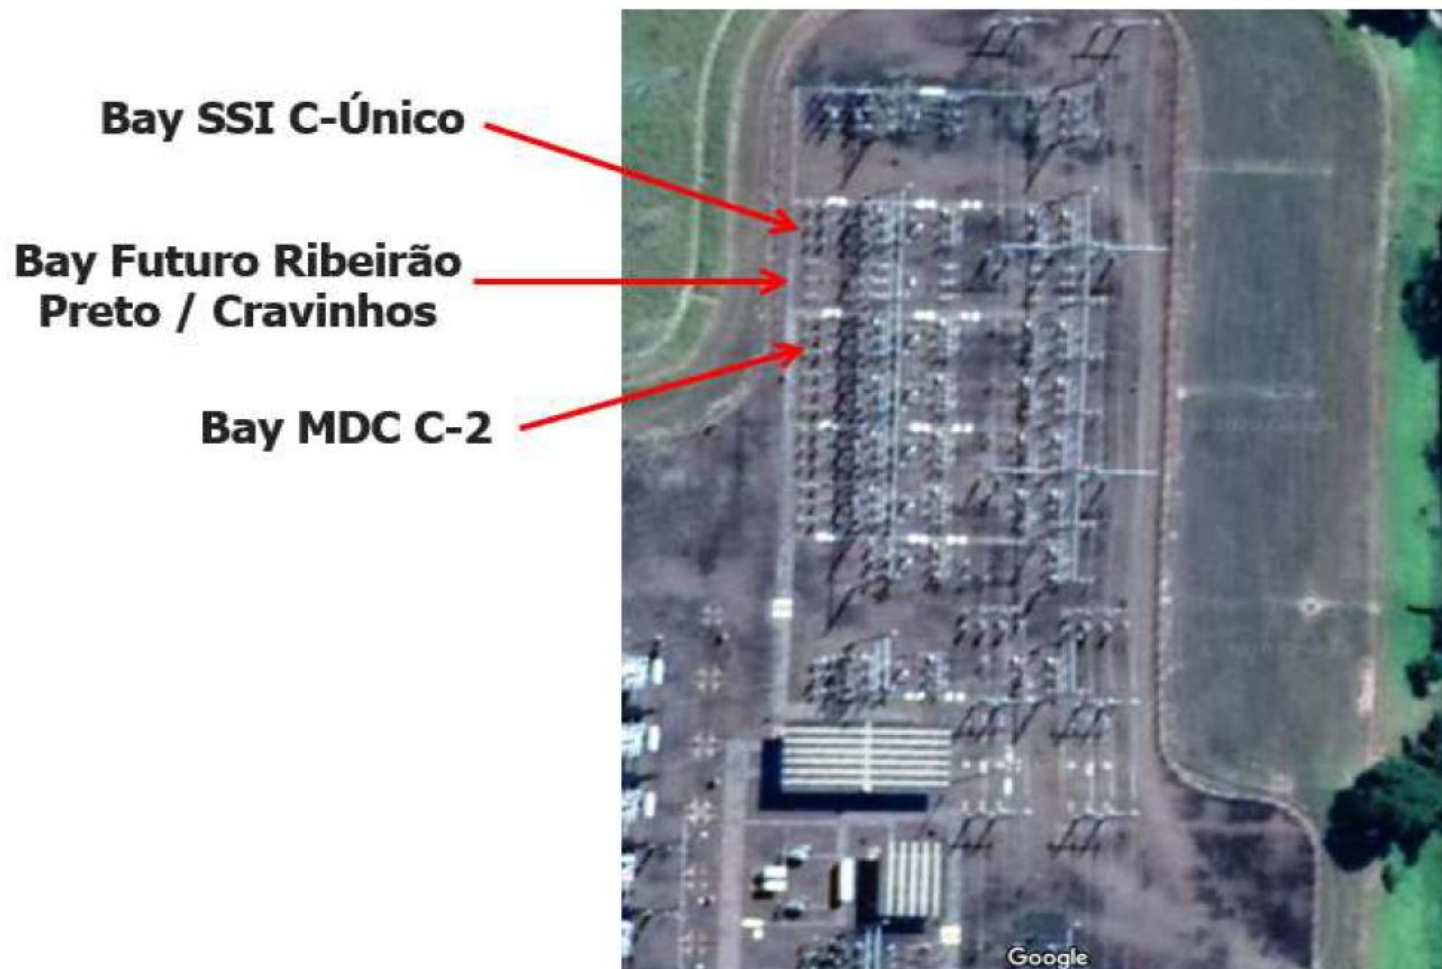 Bay SSI C-Único
Bay Futuro Ribeirão
Preto / Cravinhos
Bay MDC C-2
Google